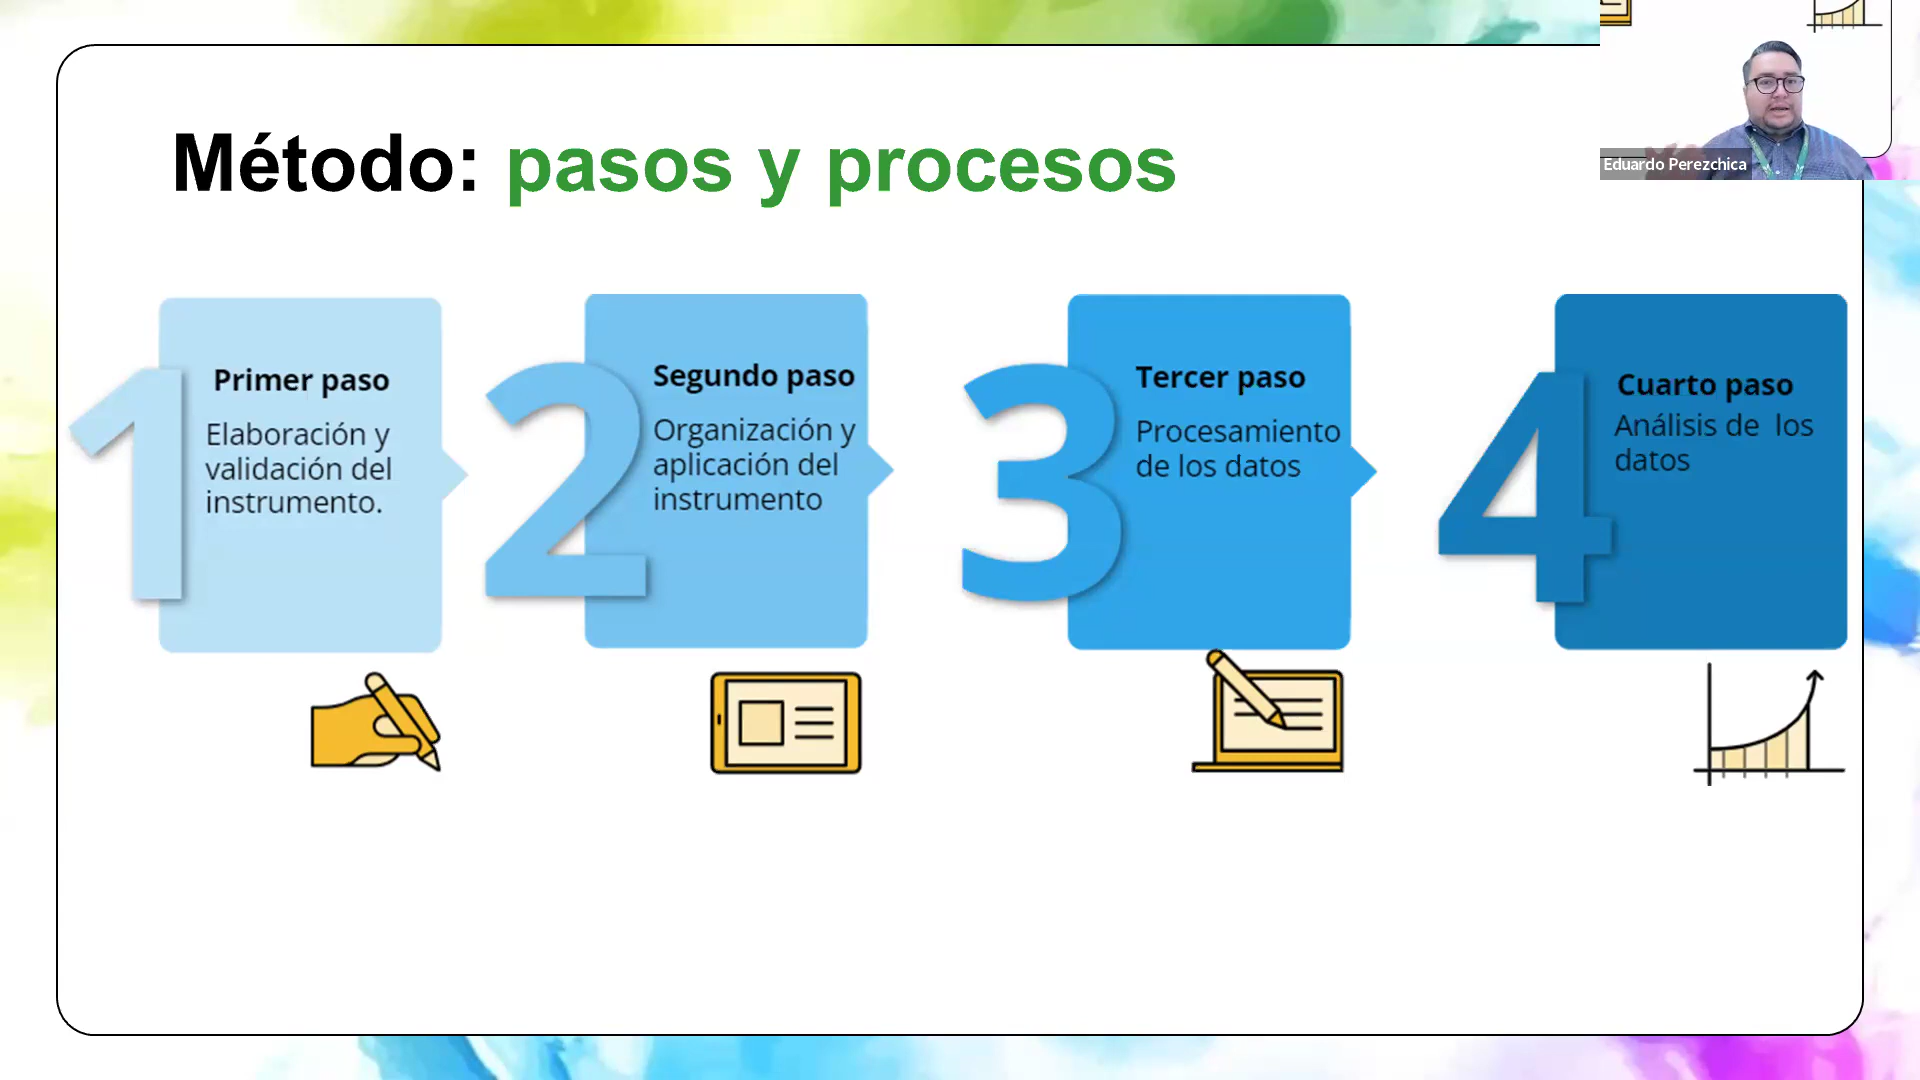 Eduardo Perezchica
Método: pasos y procesos
1
Primer paso
Elaboración y
validación del
instrumento.
2
Segundo paso
Organización y
aplicación del
instrumento
3
Tercer paso
Procesamiento
de los datos
4
Cuarto paso
Análisis de los
datos